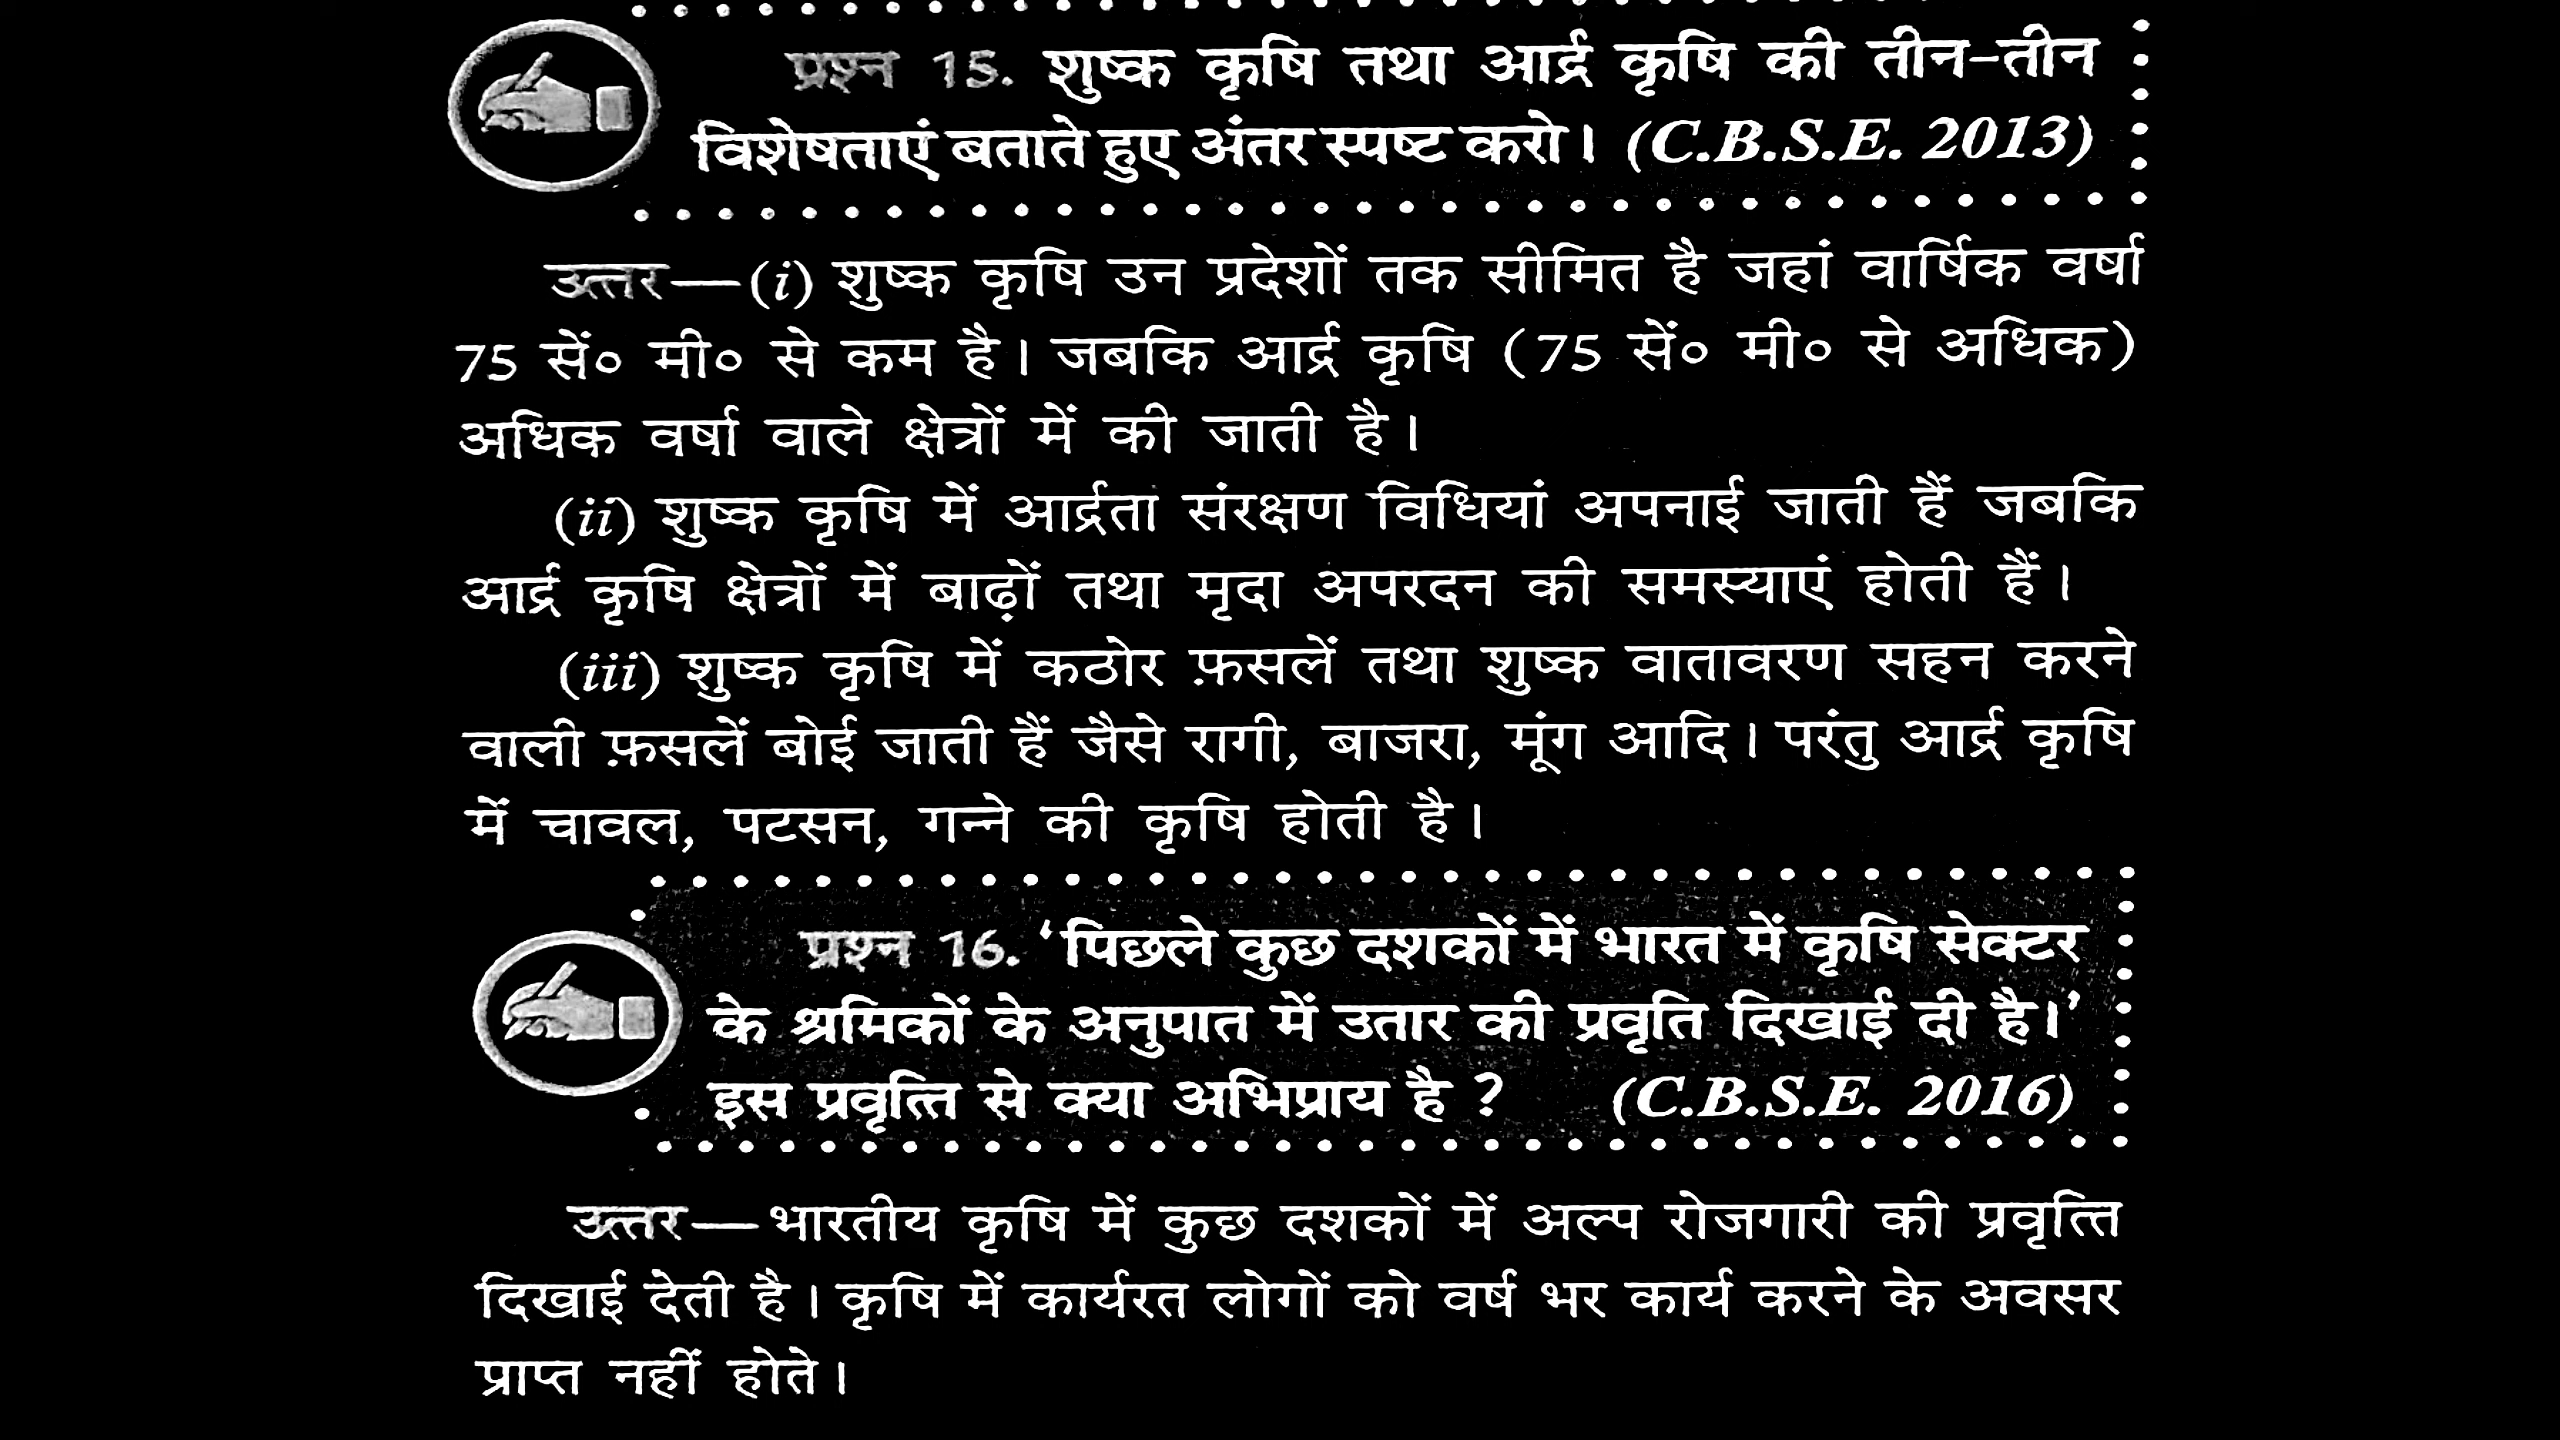 प्रश्न 15. शुष्क कृषि तथा आर्द्र कृषि की तीन-तीन
विशेषताएं बताते हुए अंतर स्पष्ट करो। (C.B.S.E. 2013)
उत्तर—(i) शुष्क कृषि उन प्रदेशों तक सीमित है जहां वार्षिक वर्षा
75 सें० मी० से कम है। जबकि आर्द्र कृषि (75 सें० मी० से अधिक)
अधिक वर्षा वाले क्षेत्रों में की जाती है।
(ii) शुष्क कृषि में आर्द्रता संरक्षण विधियां अपनाई जाती हैं जबकि
आर्द्र कृषि क्षेत्रों में बाढ़ों तथा मृदा अपरदन की समस्याएं होती हैं।
(iii) शुष्क कृषि में कठोर फ़सलें तथा शुष्क वातावरण सहन करने
वाली फ़सलें बोई जाती हैं जैसे रागी, बाजरा, मूंग आदि। परंतु आर्द्र कृषि
में चावल, पटसन, गन्ने की कृषि होती है।
प्रश्न 16. ‘पिछले कुछ दशकों में भारत में कृषि सेक्टर
के श्रमिकों के अनुपात में उतार की प्रवृति दिखाई दी है।’
इस प्रवृत्ति से क्या अभिप्राय है ? (C.B.S.E. 2016)
उत्तर—भारतीय कृषि में कुछ दशकों में अल्प रोजगारी की प्रवृत्ति
दिखाई देती है। कृषि में कार्यरत लोगों को वर्ष भर कार्य करने के अवसर
प्राप्त नहीं होते।